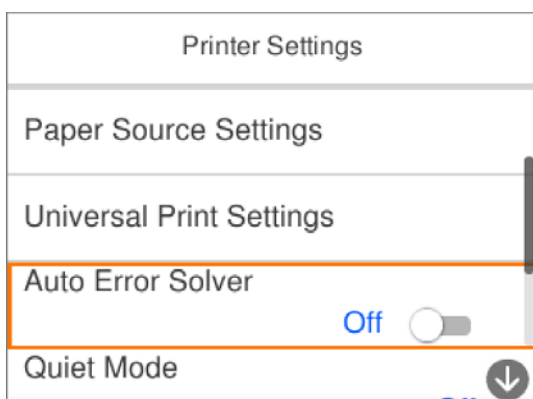 Printer Settings
Paper Source Settings
Universal Print Settings
Auto Error Solver
Off
Quiet Mode